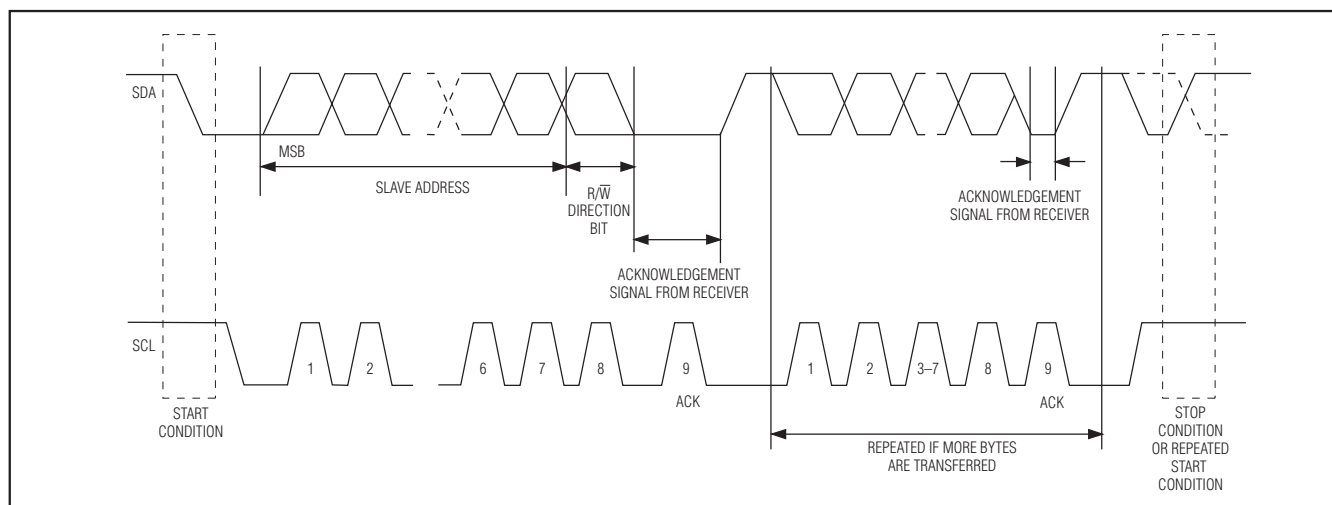 SDA
MSB
SLAVE ADDRESS
R/W̅
DIRECTION
BIT
ACKNOWLEDGEMENT
SIGNAL FROM RECEIVER
ACKNOWLEDGEMENT
SIGNAL FROM RECEIVER
SCL
1 2 6 7 8 9 1 2 3–7 8 9
ACK ACK
START
CONDITION
REPEATED IF MORE BYTES
ARE TRANSFERRED
STOP
CONDITION
OR REPEATED
START
CONDITION